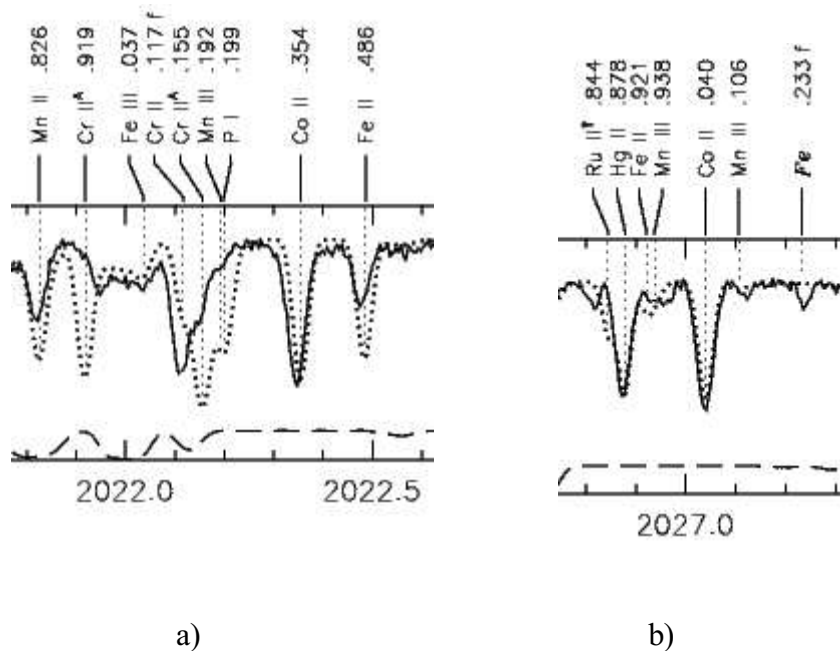 Mn II .826
Cr IIᴬ .919
Fe III .037
Cr II .117 f
Cr IIᴬ .155
Mn III .192
P I .199
Co II .354
Fe II .486
2022.0
2022.5
a)
Ru II† .844
Hg II .878
Fe II .921
Mn III .938
Co II .040
Mn III .106
Fe .233 f
2027.0
b)